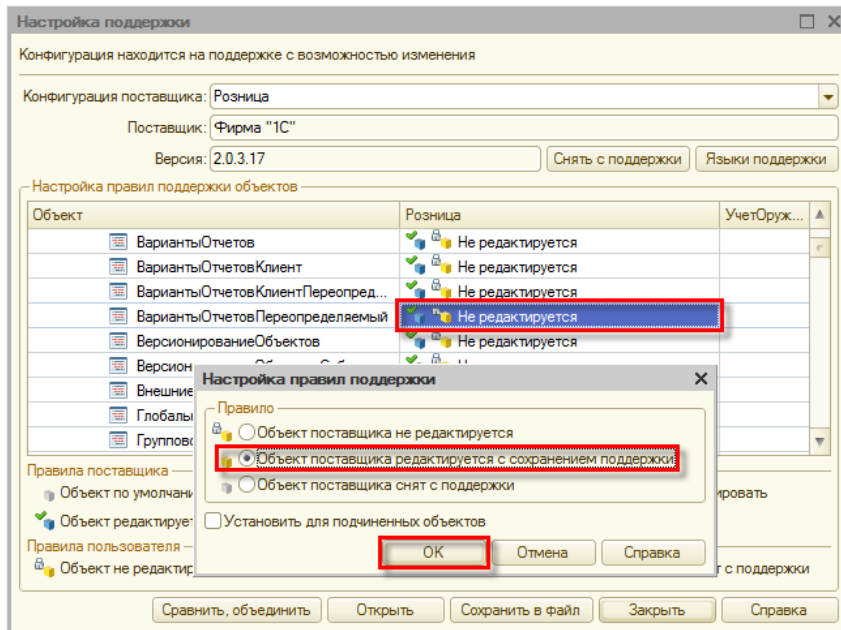 Настройка поддержки
Конфигурация находится на поддержке с возможностью изменения
Конфигурация поставщика: Розница
Поставщик: Фирма "1С"
Версия: 2.0.3.17 Снять с поддержки Языки поддержки
Настройка правил поддержки объектов
Объект Розница УчетОруж...
ВариантыОтчетов Не редактируется
ВариантыОтчетовКлиент Не редактируется
ВариантыОтчетовКлиентПереопред... Не редактируется
ВариантыОтчетовПереопределяемый Не редактируется
ВерсионированиеОбъектов Не редактируется
Версион
Внешние
Глобалы
Группово
Настройка правил поддержки
Правило
Объект поставщика не редактируется
Объект поставщика редактируется с сохранением поддержки
Объект поставщика снят с поддержки
Установить для подчиненных объектов
ОК Отмена Справка
Правила поставщика
Объект по умолчани ировать
Объект редактирует
Правила пользователя
Объект не редактир т с поддержки
Сравнить, объединить Открыть Сохранить в файл Закрыть Справка